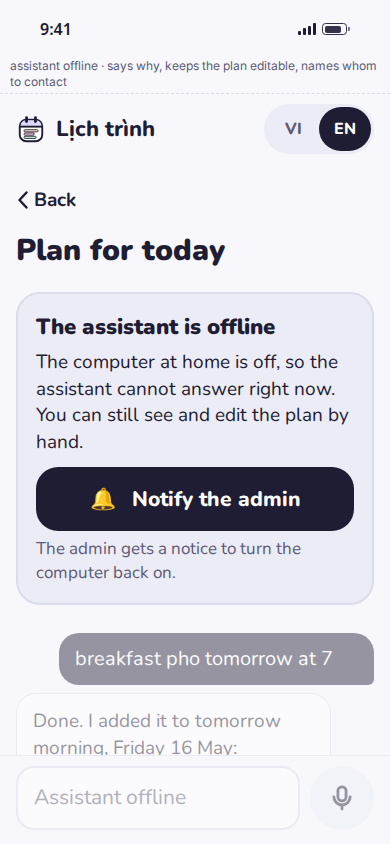 9:41
assistant offline · says why, keeps the plan editable, names whom
to contact
Lịch trình
VI
EN
Back
Plan for today
The assistant is offline
The computer at home is off, so the
assistant cannot answer right now.
You can still see and edit the plan by
hand.
Notify the admin
The admin gets a notice to turn the
computer back on.
breakfast pho tomorrow at 7
Done. I added it to tomorrow
morning, Friday 16 May:
Assistant offline